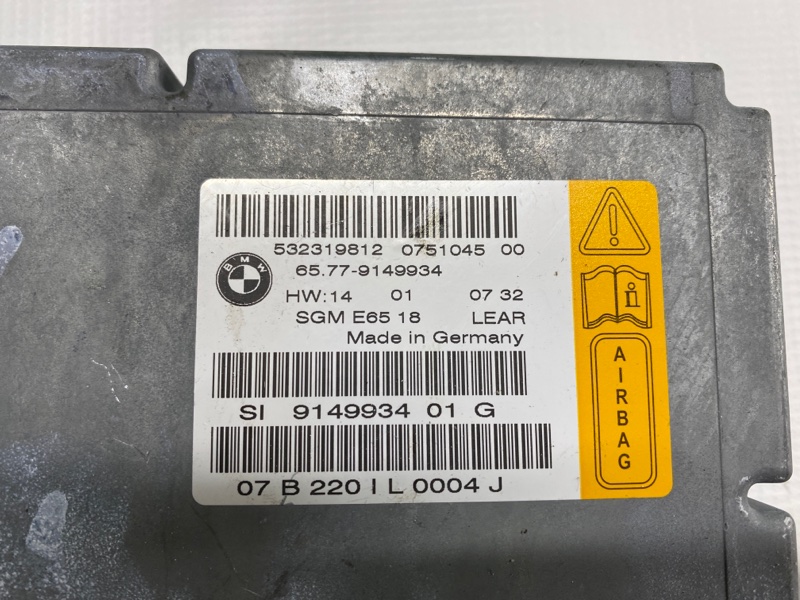 532319812 0751045 00
BMW
65.77-9149934
HW:14 01 07 32
SGM E65 18 LEAR
Made in Germany
SI 9149934 01 G
07 B 220 I L 0004 J
i
AIRBAG